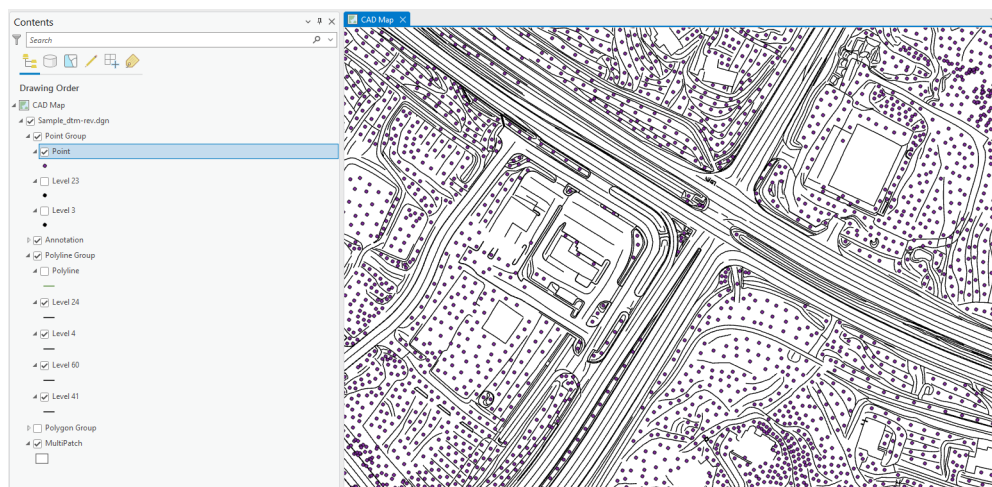 Contents
CAD Map
Search
Drawing Order
CAD Map
Sample_dtm-rev.dgn
Point Group
Point
Level 23
Level 3
Annotation
Polyline Group
Polyline
Level 24
Level 4
Level 60
Level 41
Polygon Group
MultiPatch